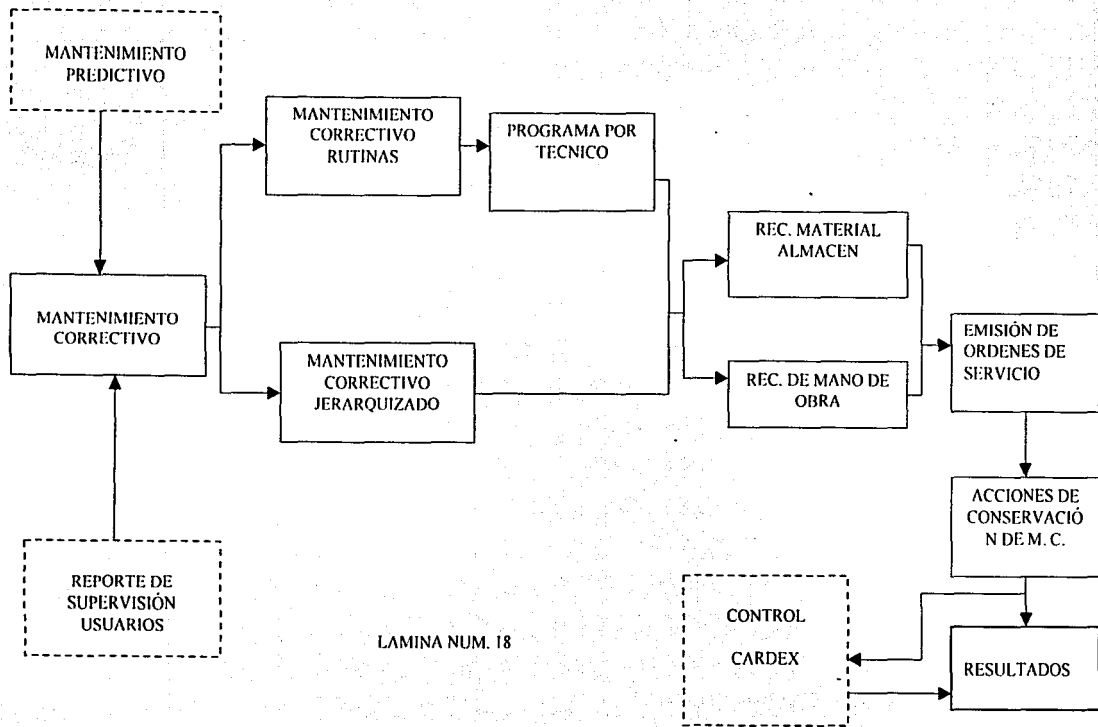 MANTENIMIENTO
PREDICTIVO
MANTENIMIENTO
CORRECTIVO
RUTINAS
PROGRAMA POR
TECNICO
REC. MATERIAL
ALMACEN
MANTENIMIENTO
CORRECTIVO
MANTENIMIENTO
CORRECTIVO
JERARQUIZADO
REC. DE MANO DE
OBRA
EMISIÓN DE
ORDENES DE
SERVICIO
ACCIONES DE
CONSERVACIÓ
N DE M. C.
REPORTE DE
SUPERVISIÓN
USUARIOS
CONTROL
CARDEX
RESULTADOS
LAMINA NUM. 18